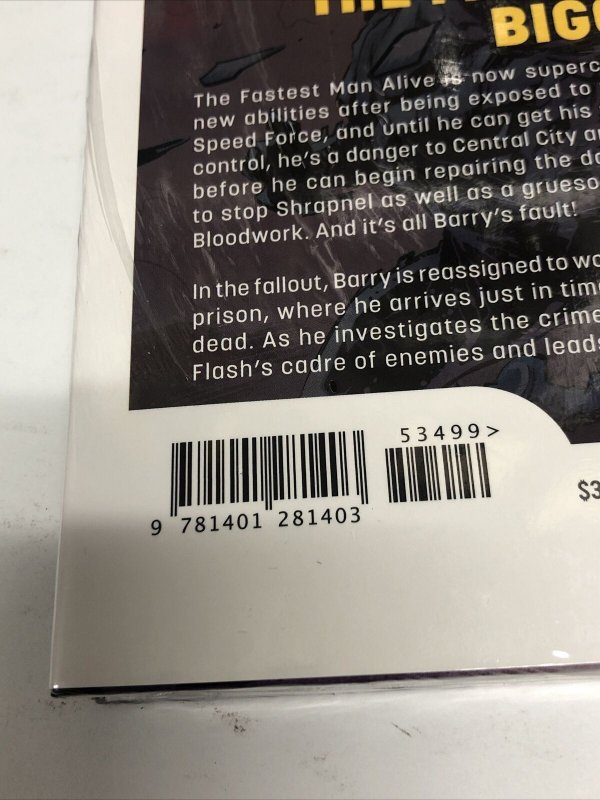 BIG
The Fastest Man Alive is now superc
new abilities after being exposed to
Speed Force, and until he can get his
control, he's a danger to Central City a
before he can begin repairing the da
to stop Shrapnel as well as a grueso
Bloodwork. And it's all Barry's fault!
In the fallout, Barry is reassigned to wo
prison, where he arrives just in tim
dead. As he investigates the crime
Flash's cadre of enemies and leads
53499>
9 781401 281403
$3